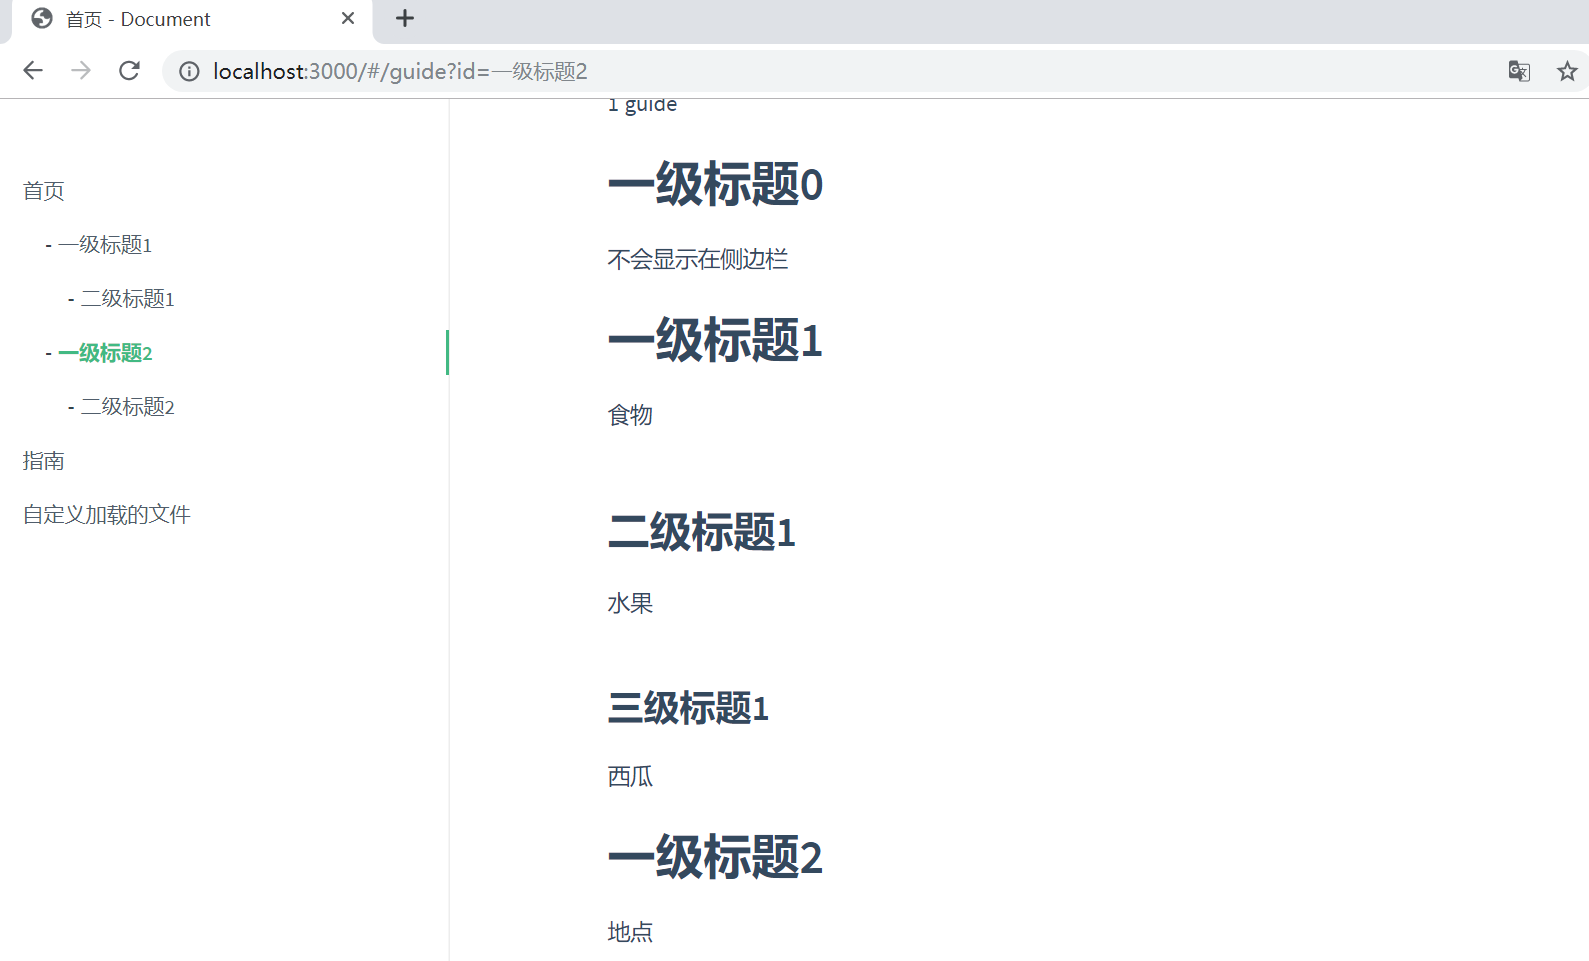 首页 - Document
localhost:3000/#/guide?id=一级标题2
首页
- 一级标题1
- 二级标题1
- 一级标题2
- 二级标题2
指南
自定义加载的文件
1 guide
一级标题0
不会显示在侧边栏
一级标题1
食物
二级标题1
水果
三级标题1
西瓜
一级标题2
地点